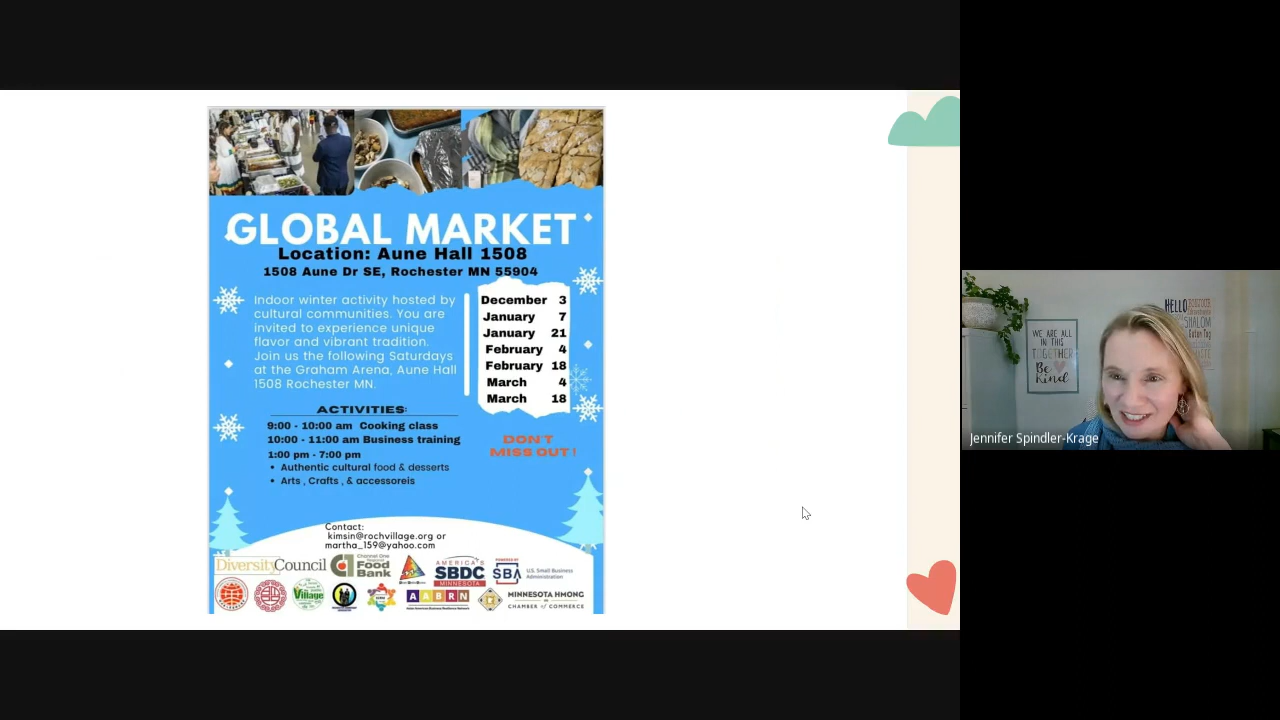 GLOBAL MARKET
Location: Aune Hall 1508
1508 Aune Dr SE, Rochester MN 55904
Indoor winter activity hosted by
cultural communities. You are
invited to experience unique
flavor and vibrant tradition.
Join us the following Saturdays
at the Graham Arena, Aune Hall
1508 Rochester MN.
December 3
January 7
January 21
February 4
February 18
March 4
March 18
ACTIVITIES:
9:00 - 10:00 am Cooking class
10:00 - 11:00 am Business training
1:00 pm - 7:00 pm
• Authentic cultural food & desserts
• Arts , Crafts , & accessoreis
DON'T
MISS OUT !
Contact:
kimsin@rochvillage.org or
martha_159@yahoo.com
DiversityCouncil
Channel One
Regional
Food
Bank
AMERICA'S
SBDC
MINNESOTA
POWERED BY
SBA
U.S. Small Business
Administration
Village
AABRN
MINNESOTA HMONG
CHAMBER of COMMERCE
HELLO
SHALOM
WE ARE ALL
IN THIS
TOGETHER
Be
Kind
Jennifer Spindler-Krage